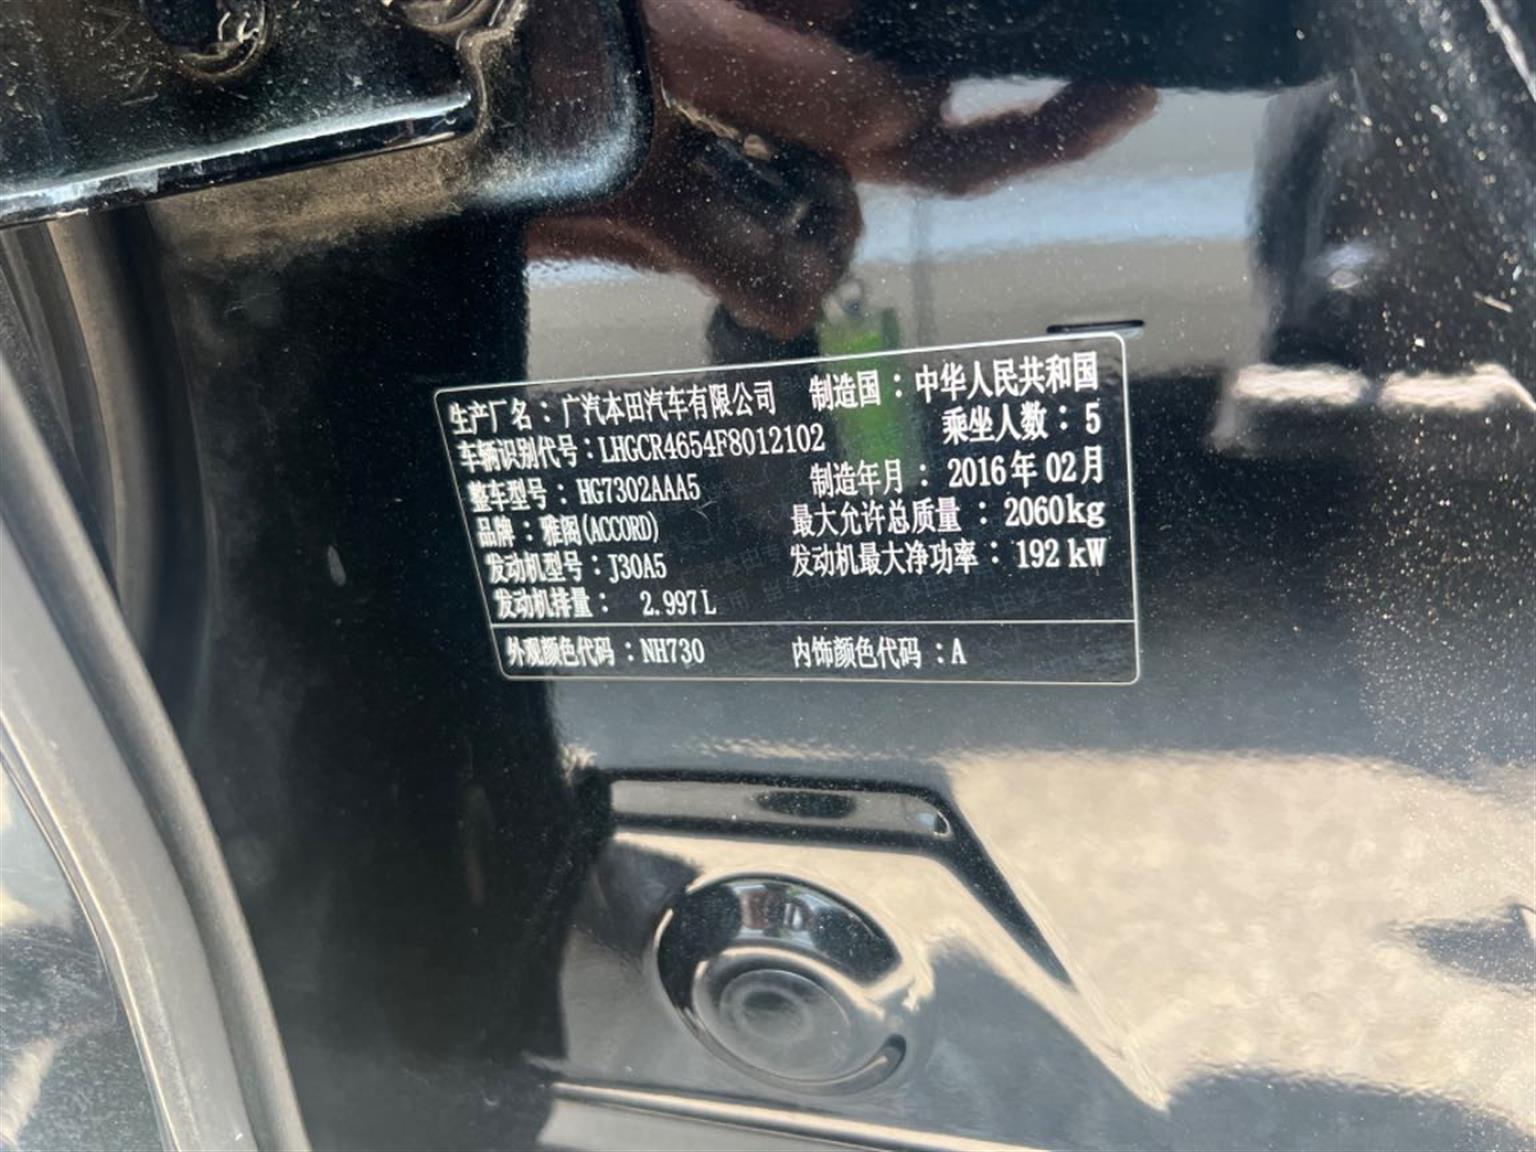 生产厂名：广汽本田汽车有限公司 制造国：中华人民共和国
车辆识别代号：LHGCR4654F8012102 乘坐人数：5
整车型号：HG7302AAA5 制造年月：2016年02月
品牌：雅阁(ACCORD) 最大允许总质量：2060kg
发动机型号：J30A5 发动机最大净功率：192kW
发动机排量：2.997L
外观颜色代码：NH730 内饰颜色代码：A